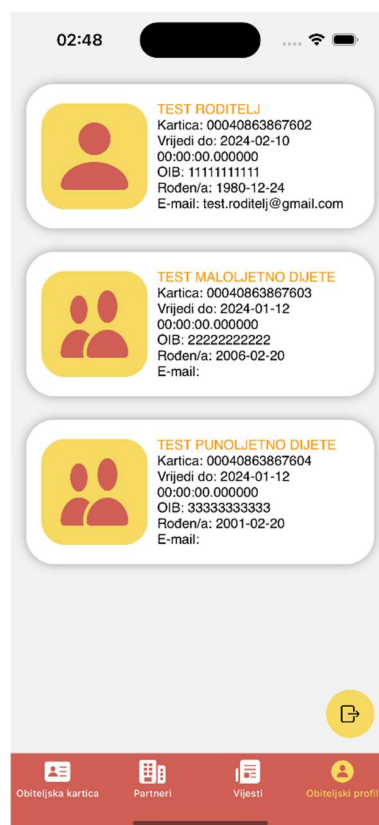 02:48
TEST RODITELJ
Kartica: 00040863867602
Vrijedi do: 2024-02-10
00:00:00.000000
OIB: 11111111111
Rođen/a: 1980-12-24
E-mail: test.roditelj@gmail.com
TEST MALOLJETNO DIJETE
Kartica: 00040863867603
Vrijedi do: 2024-01-12
00:00:00.000000
OIB: 22222222222
Rođen/a: 2006-02-20
E-mail:
TEST PUNOLJETNO DIJETE
Kartica: 00040863867604
Vrijedi do: 2024-01-12
00:00:00.000000
OIB: 33333333333
Rođen/a: 2001-02-20
E-mail:
Obiteljska kartica Partneri Vijesti Obiteljski profil